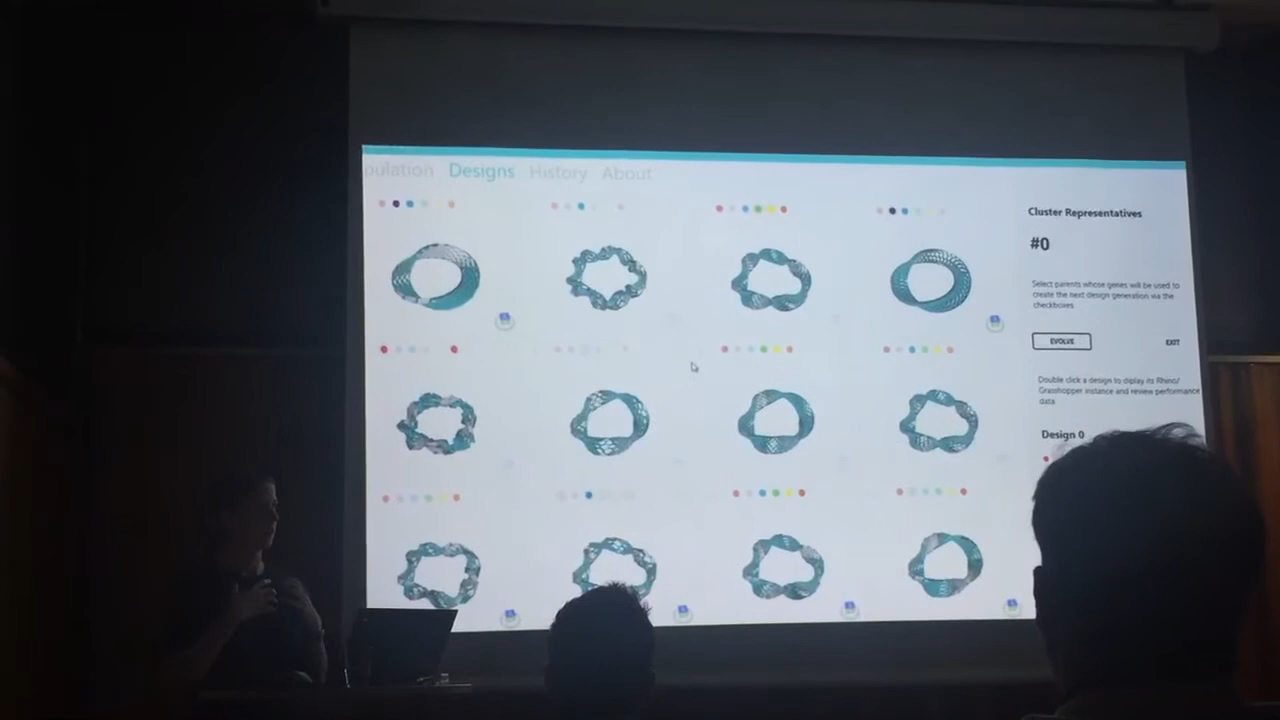 pulation Designs History About
Cluster Representatives
#0
Select parents whose genes will be used to
create the next design generation via the
checkboxes
EVOLVE EXIT
Double click a design to diplay its Rhino/
Grasshopper instance and review performance
data
Design 0